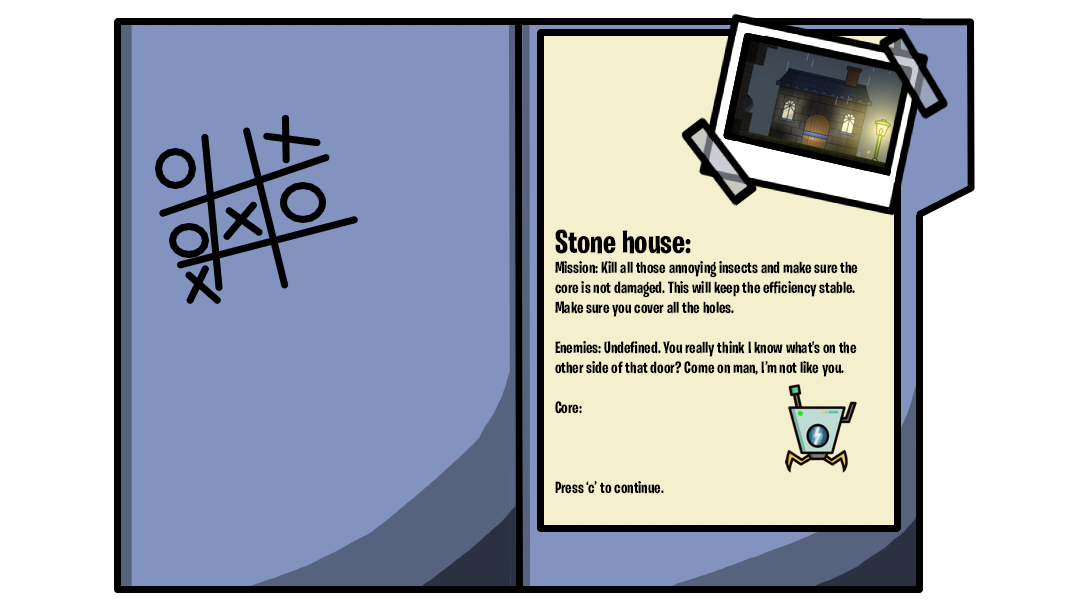 Stone house:
Mission: Kill all those annoying insects and make sure the
core is not damaged. This will keep the efficiency stable.
Make sure you cover all the holes.
Enemies: Undefined. You really think I know what's on the
other side of that door? Come on man, I'm not like you.
Core:
Press 'c' to continue.